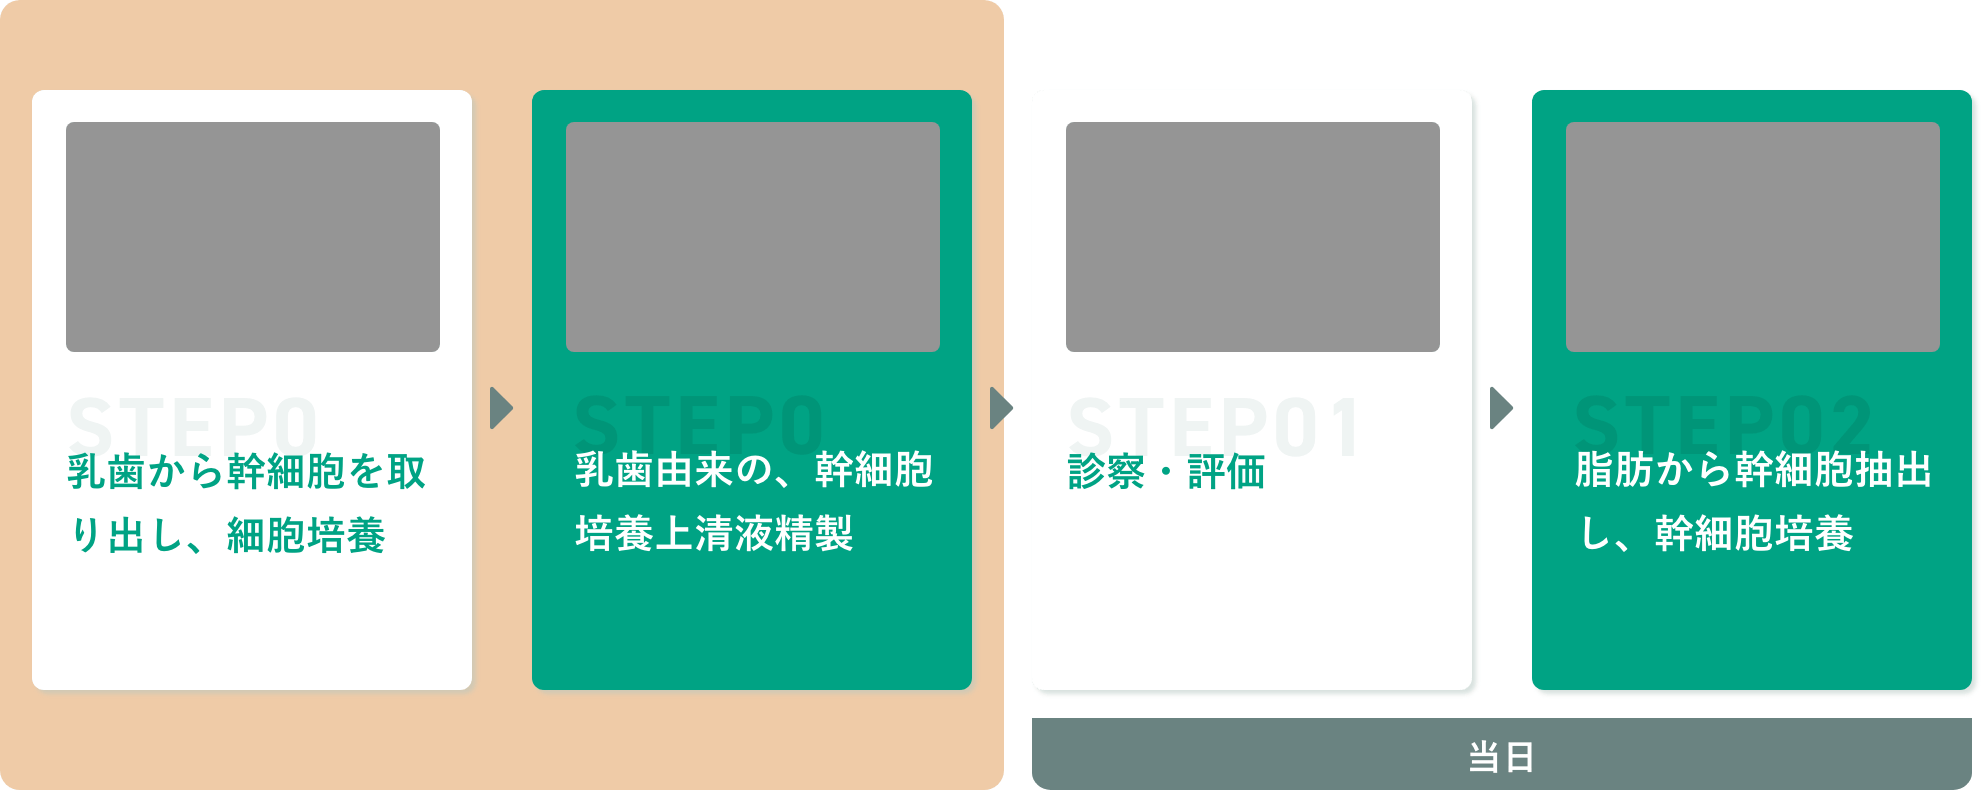 STEP0
乳歯から幹細胞を取
り出し、細胞培養
STEP0
乳歯由来の、幹細胞
培養上清液精製
STEP01
診察・評価
STEP02
脂肪から幹細胞抽出
し、幹細胞培養
当日